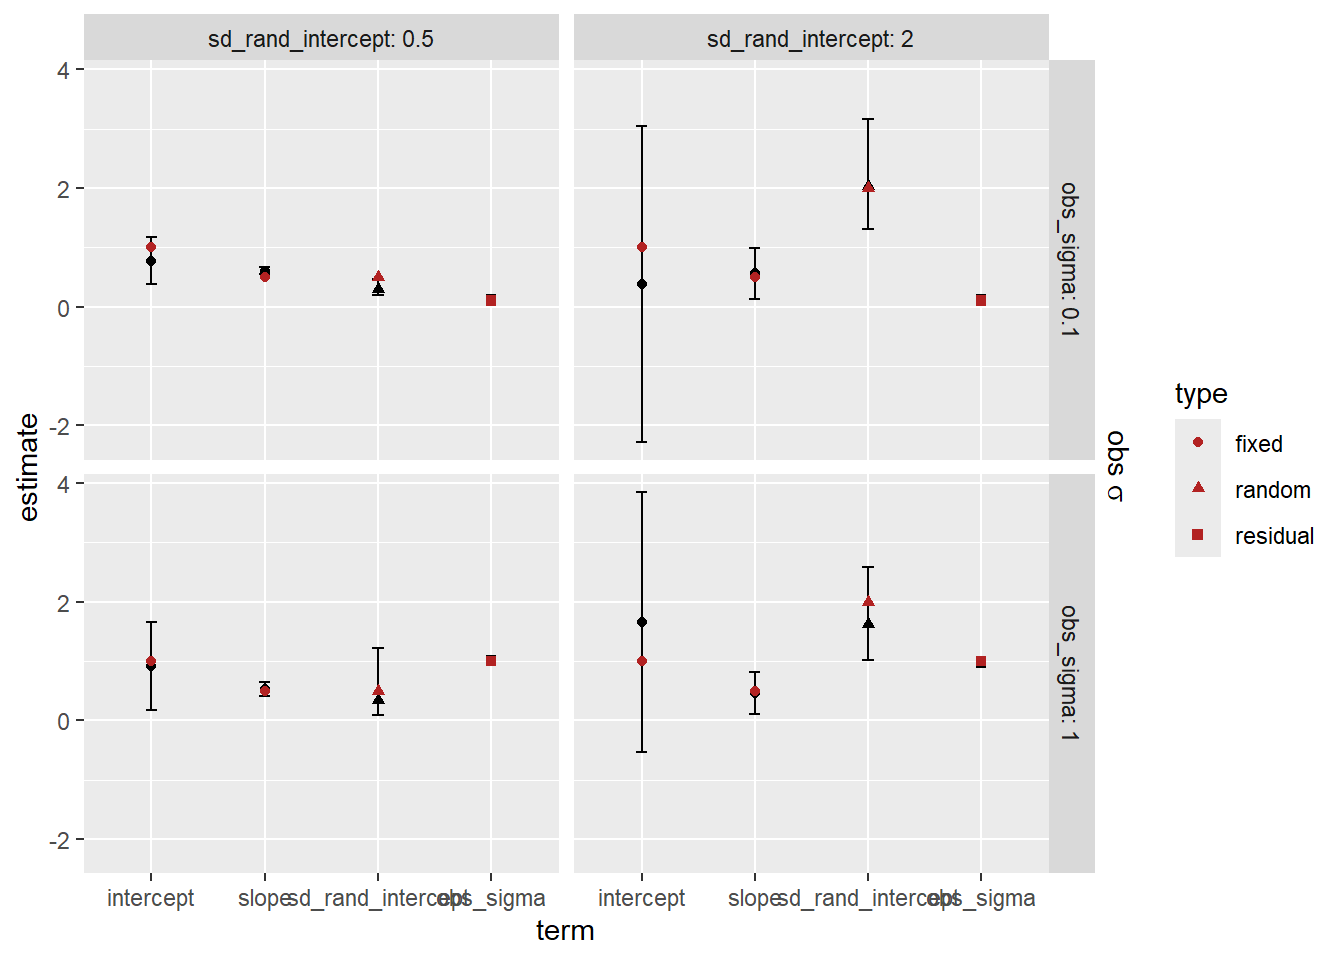 sd_rand_intercept: 0.5
sd_rand_intercept: 2
4
2
0
-2
obs_sigma: 0.1
4
2
0
-2
obs_sigma: 1
estimate
obs σ
intercept
slope
sd_rand_intercept
obs_sigma
intercept
slope
sd_rand_intercept
obs_sigma
term
type
fixed
random
residual